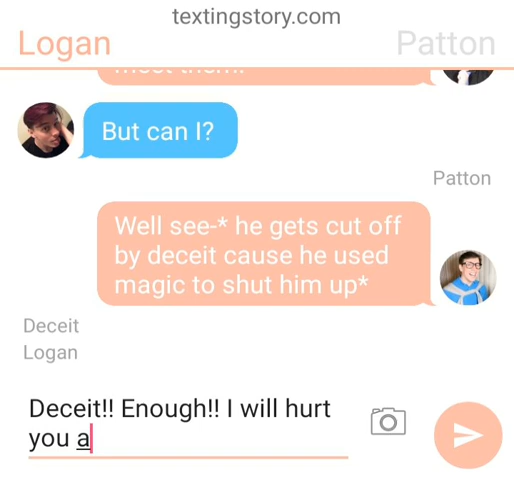 textingstory.com
Logan
Patton
But can I?
Patton
Well see-* he gets cut off
by deceit cause he used
magic to shut him up*
Deceit
Logan
Deceit!! Enough!! I will hurt
you a